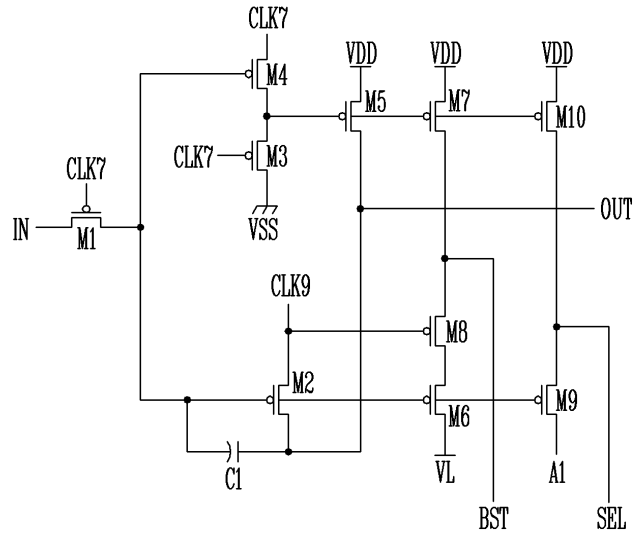 CLK7
VDD
VDD
VDD
M4
M5
M7
M10
CLK7
M3
CLK7
IN
M1
VSS
OUT
CLK9
M8
M2
M6
M9
C1
VL
A1
BST
SEL